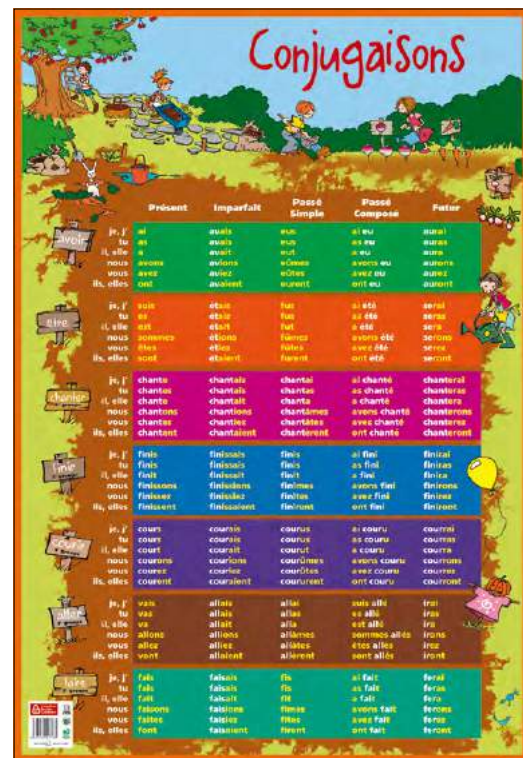 Conjugaisons
Présent Imparfait Passé Simple Passé Composé Futur
avoir
je, j' ai avais eus ai eu aurai
tu as avais eus as eu auras
il, elle a avait eut a eu aura
nous avons avions eûmes avons eu aurons
vous avez aviez eûtes avez eu aurez
ils, elles ont avaient eurent ont eu auront
être
je, j' suis étais fus ai été serai
tu es étais fus as été seras
il, elle est était fut a été sera
nous sommes étions fûmes avons été serons
vous êtes étiez fûtes avez été serez
ils, elles sont étaient furent ont été seront
chanter
je, j' chante chantais chantai ai chanté chanterai
tu chantes chantais chantas as chanté chanteras
il, elle chante chantait chanta a chanté chantera
nous chantons chantions chantâmes avons chanté chanterons
vous chantez chantiez chantâtes avez chanté chanterez
ils, elles chantent chantaient chantèrent ont chanté chanteront
finir
je, j' finis finissais finis ai fini finirai
tu finis finissais finis as fini finiras
il, elle finit finissait finit a fini finira
nous finissons finissions finîmes avons fini finirons
vous finissez finissiez finîtes avez fini finirez
ils, elles finissent finissaient finirent ont fini finiront
courir
je, j' cours courais courus ai couru courrai
tu cours courais courus as couru courras
il, elle court courait courut a couru courra
nous courons courions courûmes avons couru courrons
vous courez couriez courûtes avez couru courrez
ils, elles courent couraient coururent ont couru courront
aller
je, j' vais allais allai suis allé irai
tu vas allais allas es allé iras
il, elle va allait alla est allé ira
nous allons allions allâmes sommes allés irons
vous allez alliez allâtes êtes allés irez
ils, elles vont allaient allèrent sont allés iront
faire
je, j' fais faisais fis ai fait ferai
tu fais faisais fis as fait feras
il, elle fait faisait fit a fait fera
nous faisons faisions fîmes avons fait ferons
vous faites faisiez fîtes avez fait ferez
ils, elles font faisaient firent ont fait feront